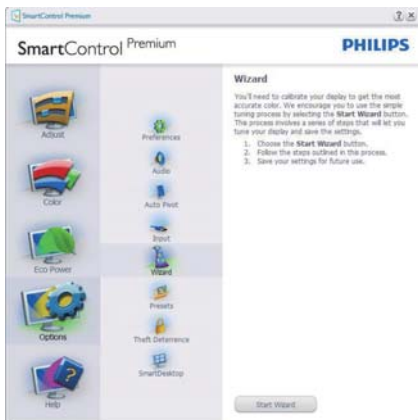 SmartControl Premium
SmartControl Premium
PHILIPS
Adjust
Color
Eco Power
Options
Help
Preferences
Audio
Auto Pivot
Input
Wizard
Presets
Theft Deterrence
SmartDesktop
Wizard
You'll need to calibrate your display to get the most
accurate color. We encourage you to use the simple
tuning process by selecting the Start Wizard button.
This process involves a series of steps that will let you
tune your display and save the settings.
1. Choose the Start Wizard button.
2. Follow the steps outlined in the process.
3. Save your settings for future use.
Start Wizard